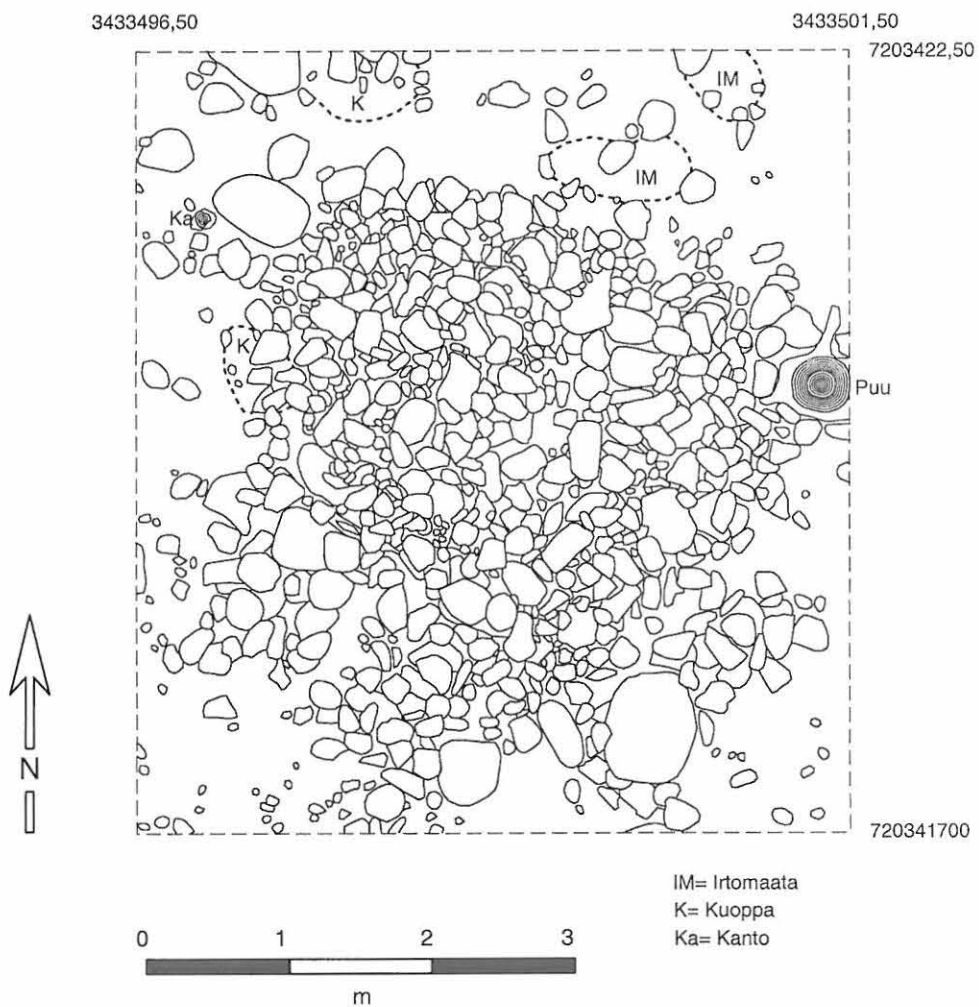 3433496,50
3433501,50
7203422,50
IM
K
IM
Ka
K
Puu
N
720341700
IM= Irtomaata
K= Kuoppa
Ka= Kanto
0 1 2 3
m